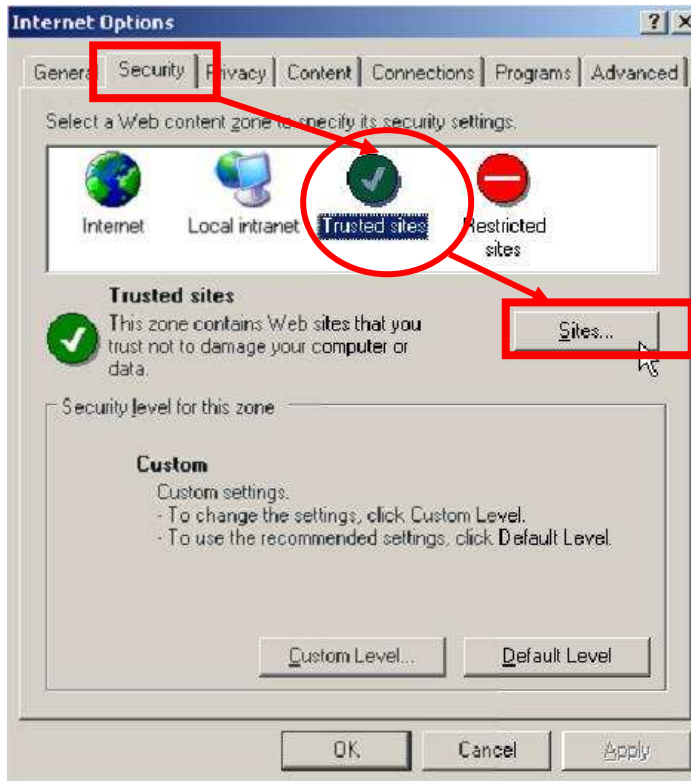 Internet Options
General Security Privacy Content Connections Programs Advanced
Select a Web content zone to specify its security settings.
Internet Local intranet Trusted sites Restricted sites
Trusted sites
This zone contains Web sites that you
trust not to damage your computer or
data.
Sites...
Security level for this zone
Custom
Custom settings.
- To change the settings, click Custom Level.
- To use the recommended settings, click Default Level.
Custom Level... Default Level
OK Cancel Apply